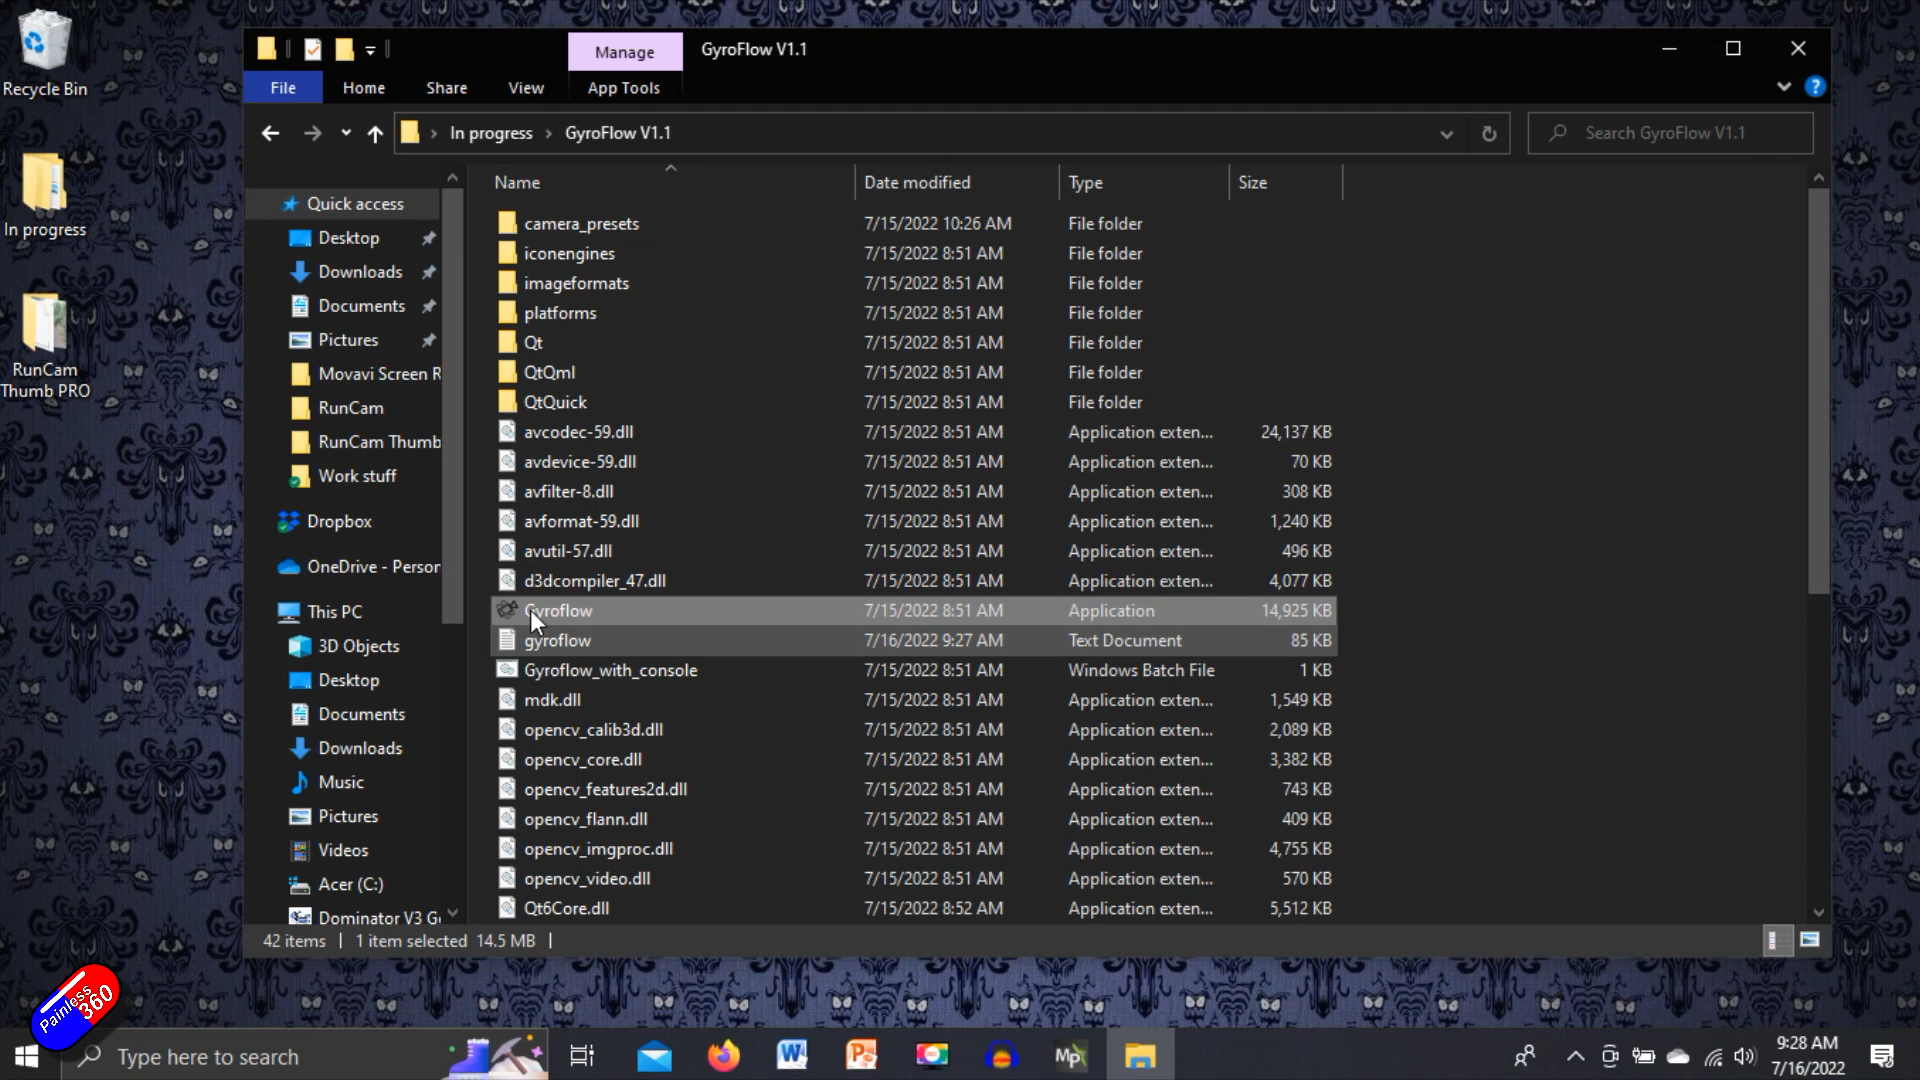 Recycle Bin
In progress
RunCam
Thumb PRO
Manage
GyroFlow V1.1
File
Home
Share
View
App Tools
In progress
GyroFlow V1.1
Search GyroFlow V1.1
Quick access
Desktop
Downloads
Documents
Pictures
Movavi Screen R
RunCam
RunCam Thumb
Work stuff
Dropbox
OneDrive - Person
This PC
3D Objects
Desktop
Documents
Downloads
Music
Pictures
Videos
Acer (C:)
Dominator V3 G
Name Date modified Type Size
camera_presets 7/15/2022 10:26 AM File folder
iconengines 7/15/2022 8:51 AM File folder
imageformats 7/15/2022 8:51 AM File folder
platforms 7/15/2022 8:51 AM File folder
Qt 7/15/2022 8:51 AM File folder
QtQml 7/15/2022 8:51 AM File folder
QtQuick 7/15/2022 8:51 AM File folder
avcodec-59.dll 7/15/2022 8:51 AM Application exten... 24,137 KB
avdevice-59.dll 7/15/2022 8:51 AM Application exten... 70 KB
avfilter-8.dll 7/15/2022 8:51 AM Application exten... 308 KB
avformat-59.dll 7/15/2022 8:51 AM Application exten... 1,240 KB
avutil-57.dll 7/15/2022 8:51 AM Application exten... 496 KB
d3dcompiler_47.dll 7/15/2022 8:51 AM Application exten... 4,077 KB
Gyroflow 7/15/2022 8:51 AM Application 14,925 KB
gyroflow 7/16/2022 9:27 AM Text Document 85 KB
Gyroflow_with_console 7/15/2022 8:51 AM Windows Batch File 1 KB
mdk.dll 7/15/2022 8:51 AM Application exten... 1,549 KB
opencv_calib3d.dll 7/15/2022 8:51 AM Application exten... 2,089 KB
opencv_core.dll 7/15/2022 8:51 AM Application exten... 3,382 KB
opencv_features2d.dll 7/15/2022 8:51 AM Application exten... 743 KB
opencv_flann.dll 7/15/2022 8:51 AM Application exten... 409 KB
opencv_imgproc.dll 7/15/2022 8:51 AM Application exten... 4,755 KB
opencv_video.dll 7/15/2022 8:51 AM Application exten... 570 KB
Qt6Core.dll 7/15/2022 8:52 AM Application exten... 5,512 KB
42 items 1 item selected 14.5 MB
Painless
360
Type here to search
9:28 AM
7/16/2022